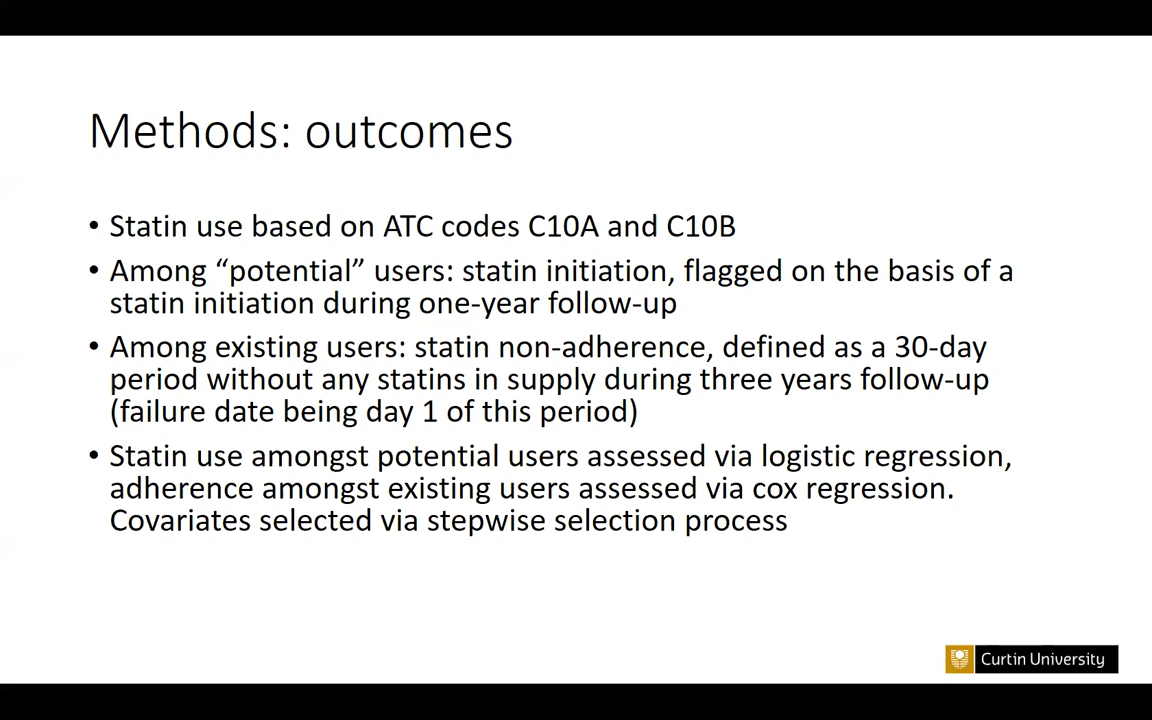 Methods: outcomes
• Statin use based on ATC codes C10A and C10B
• Among “potential” users: statin initiation, flagged on the basis of a
statin initiation during one-year follow-up
• Among existing users: statin non-adherence, defined as a 30-day
period without any statins in supply during three years follow-up
(failure date being day 1 of this period)
• Statin use amongst potential users assessed via logistic regression,
adherence amongst existing users assessed via cox regression.
Covariates selected via stepwise selection process
Curtin University